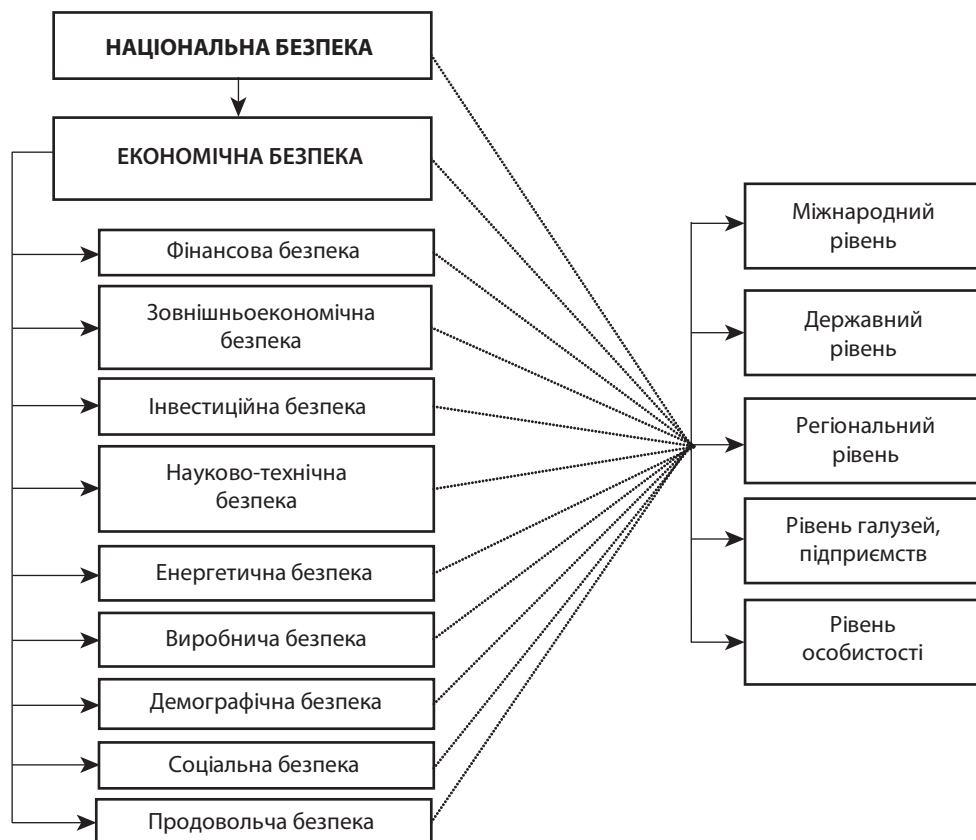 НАЦІОНАЛЬНА БЕЗПЕКА
ЕКОНОМІЧНА БЕЗПЕКА
Фінансова безпека
Зовнішньоекономічна
безпека
Інвестиційна безпека
Науково-технічна
безпека
Енергетична безпека
Виробнича безпека
Демографічна безпека
Соціальна безпека
Продовольча безпека
Міжнародний
рівень
Державний
рівень
Регіональний
рівень
Рівень галузей,
підприємств
Рівень
особистості